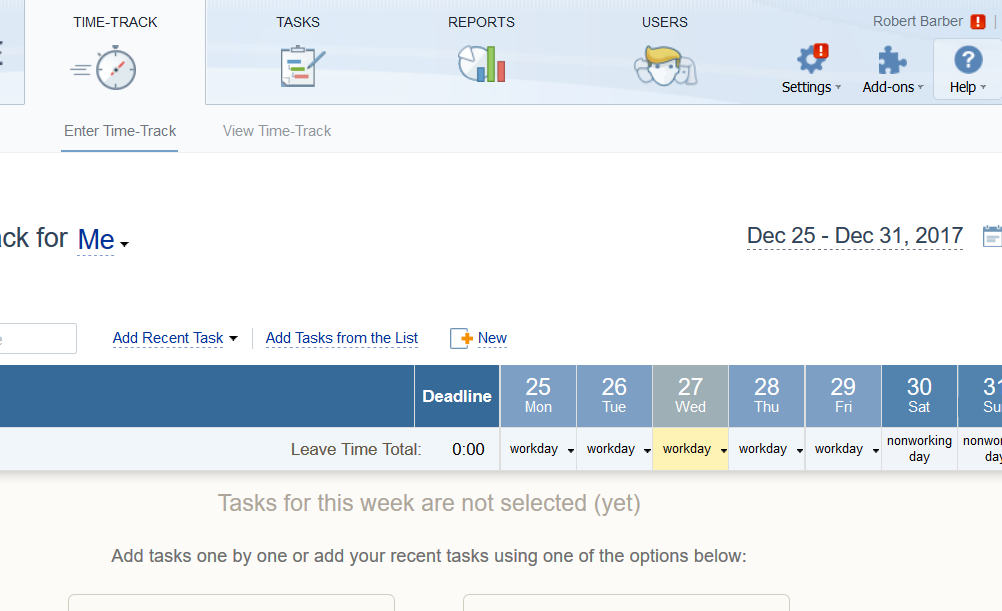 TIME-TRACK
TASKS
REPORTS
USERS
Robert Barber
Settings
Add-ons
Help
Enter Time-Track
View Time-Track
ck for Me
Dec 25 - Dec 31, 2017
Add Recent Task
Add Tasks from the List
New
Deadline
25 Mon
26 Tue
27 Wed
28 Thu
29 Fri
30 Sat
31 Su
Leave Time Total: 0:00
workday
workday
workday
workday
workday
nonworking day
nonwo
day
Tasks for this week are not selected (yet)
Add tasks one by one or add your recent tasks using one of the options below: